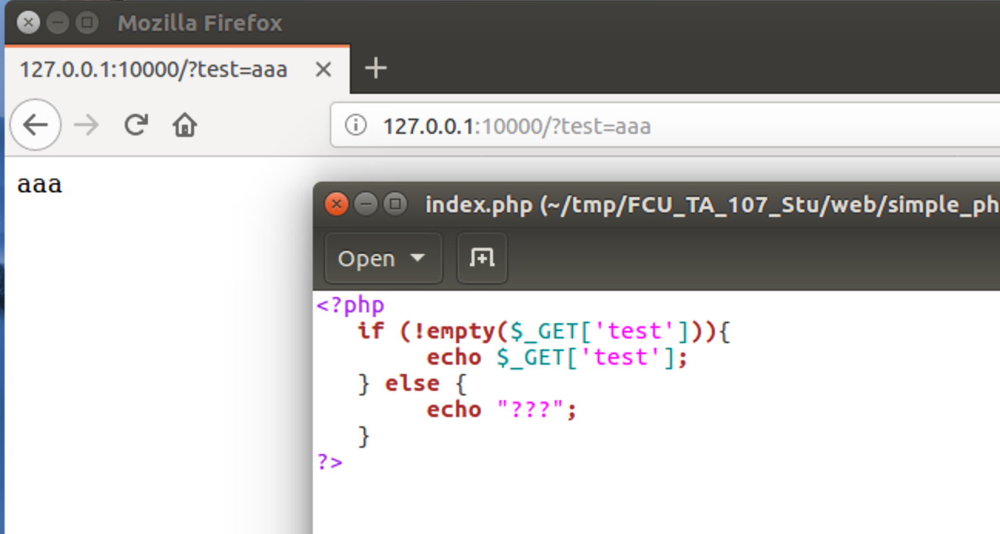 Mozilla Firefox
127.0.0.1:10000/?test=aaa
127.0.0.1:10000/?test=aaa
aaa
index.php (~/tmp/FCU_TA_107_Stu/web/simple_ph
Open
<?php
if (!empty($_GET['test'])){
echo $_GET['test'];
} else {
echo "???";
}
?>